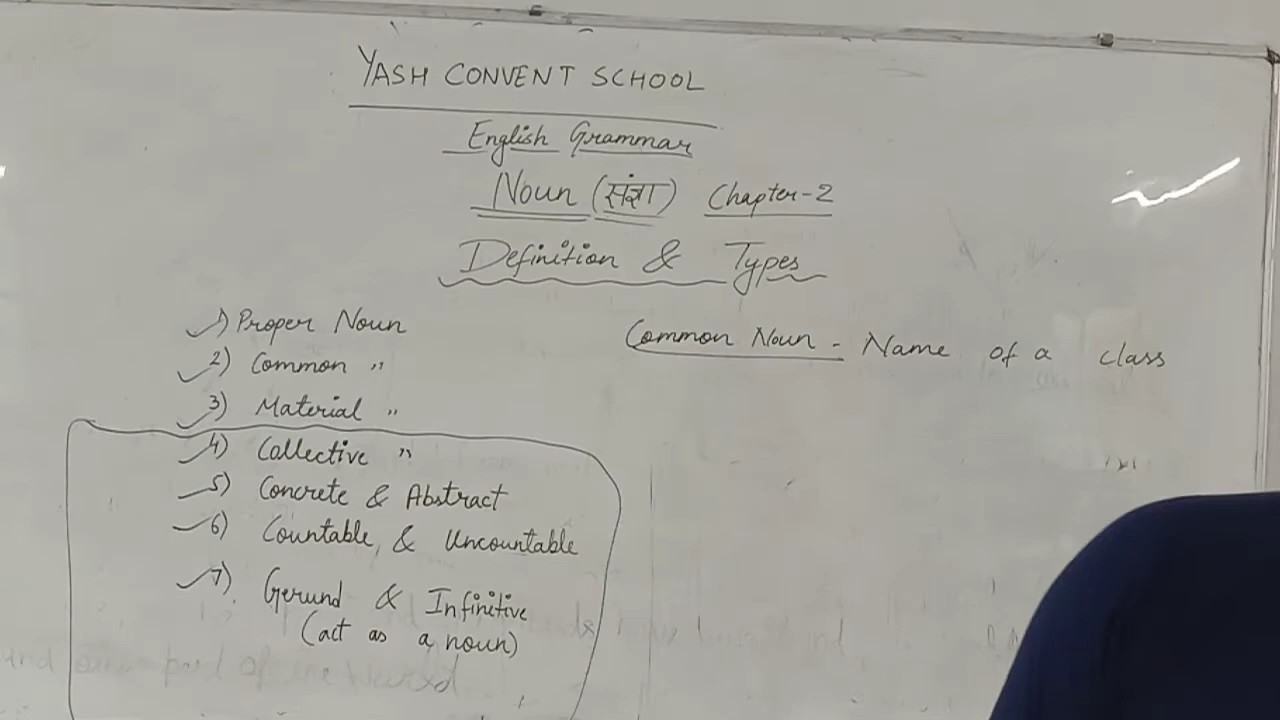 YASH CONVENT SCHOOL
English Grammar
Noun (संज्ञा) Chapter-2
Definition & Types
1) Proper Noun
2) Common "
3) Material "
4) Collective "
5) Concrete & Abstract
6) Countable, & Uncountable
7) Gerund & Infinitive
(act as a noun)
Common Noun - Name of a class